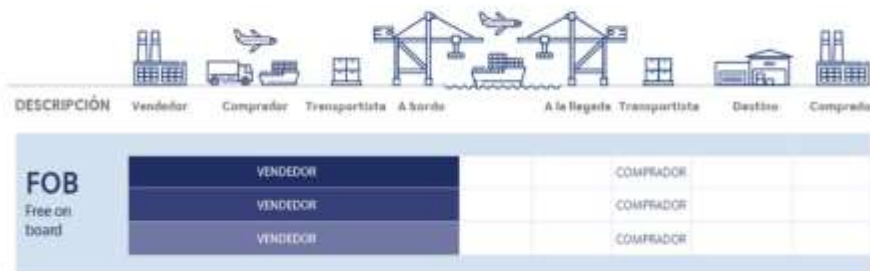 DESCRIPCIÓN Vendedor Comprador Transportista A bordo A la llegada Transportista Destino Comprador
FOB
Free on
board
VENDEDOR COMPRADOR
VENDEDOR COMPRADOR
VENDEDOR COMPRADOR